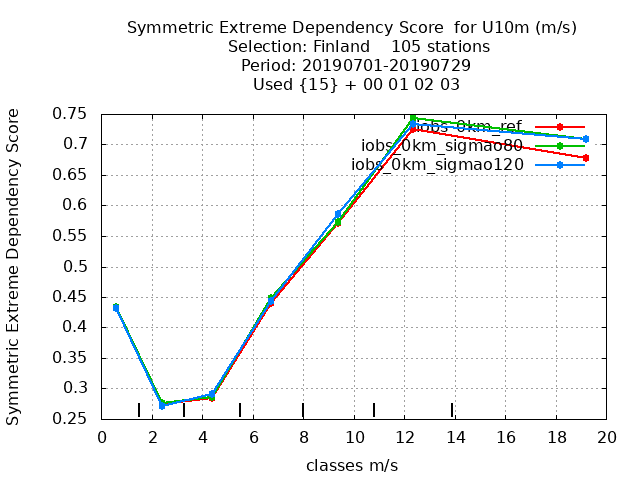 Symmetric Extreme Dependency Score for U10m (m/s)
Selection: Finland 105 stations
Period: 20190701-20190729
Used {15} + 00 01 02 03
Symmetric Extreme Dependency Score
0.75
0.7
0.65
0.6
0.55
0.5
0.45
0.4
0.35
0.3
0.25
iobs_0km_ref
iobs_0km_sigmao80
iobs_0km_sigmao120
0 2 4 6 8 10 12 14 16 18 20
classes m/s